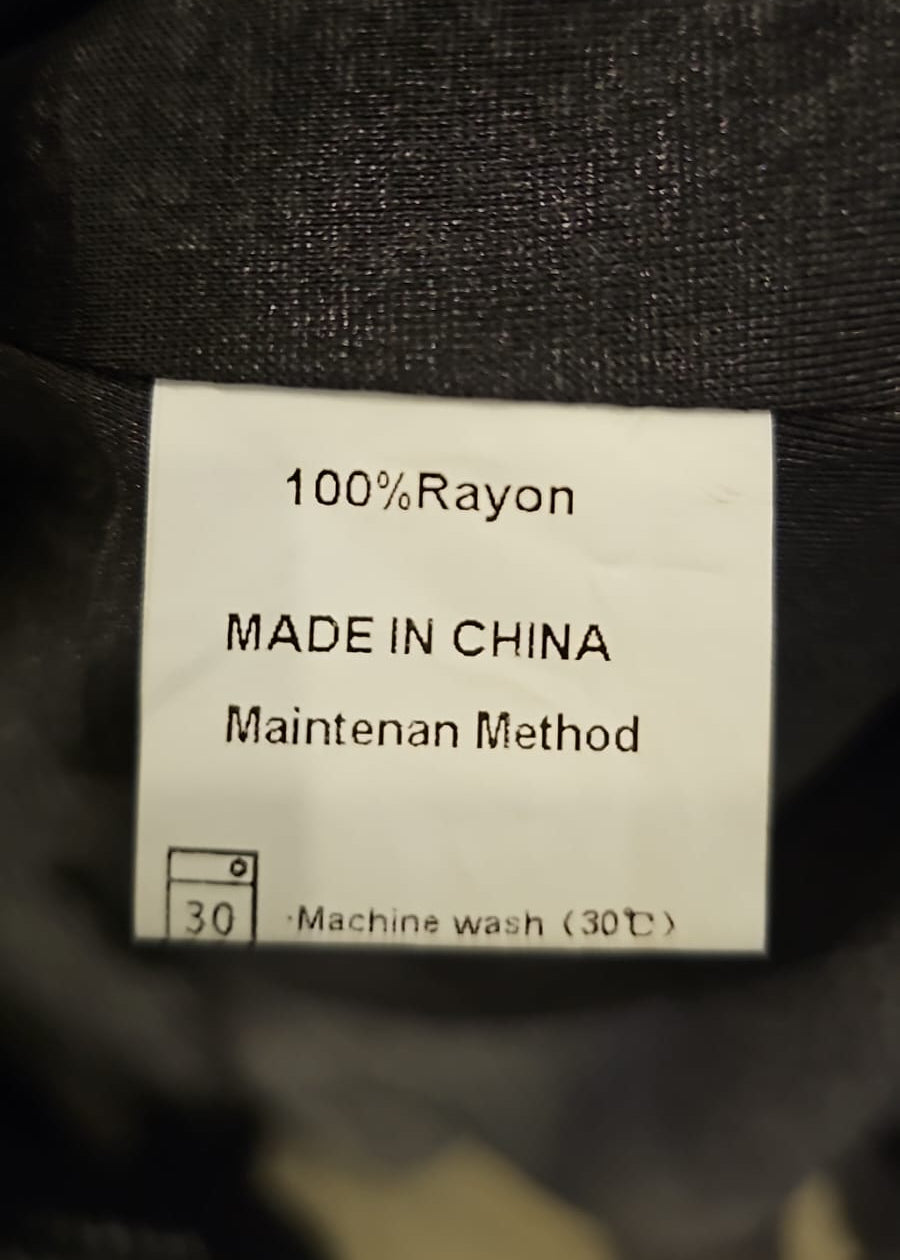 100%Rayon
MADE IN CHINA
Maintenan Method
30 ·Machine wash (30℃)